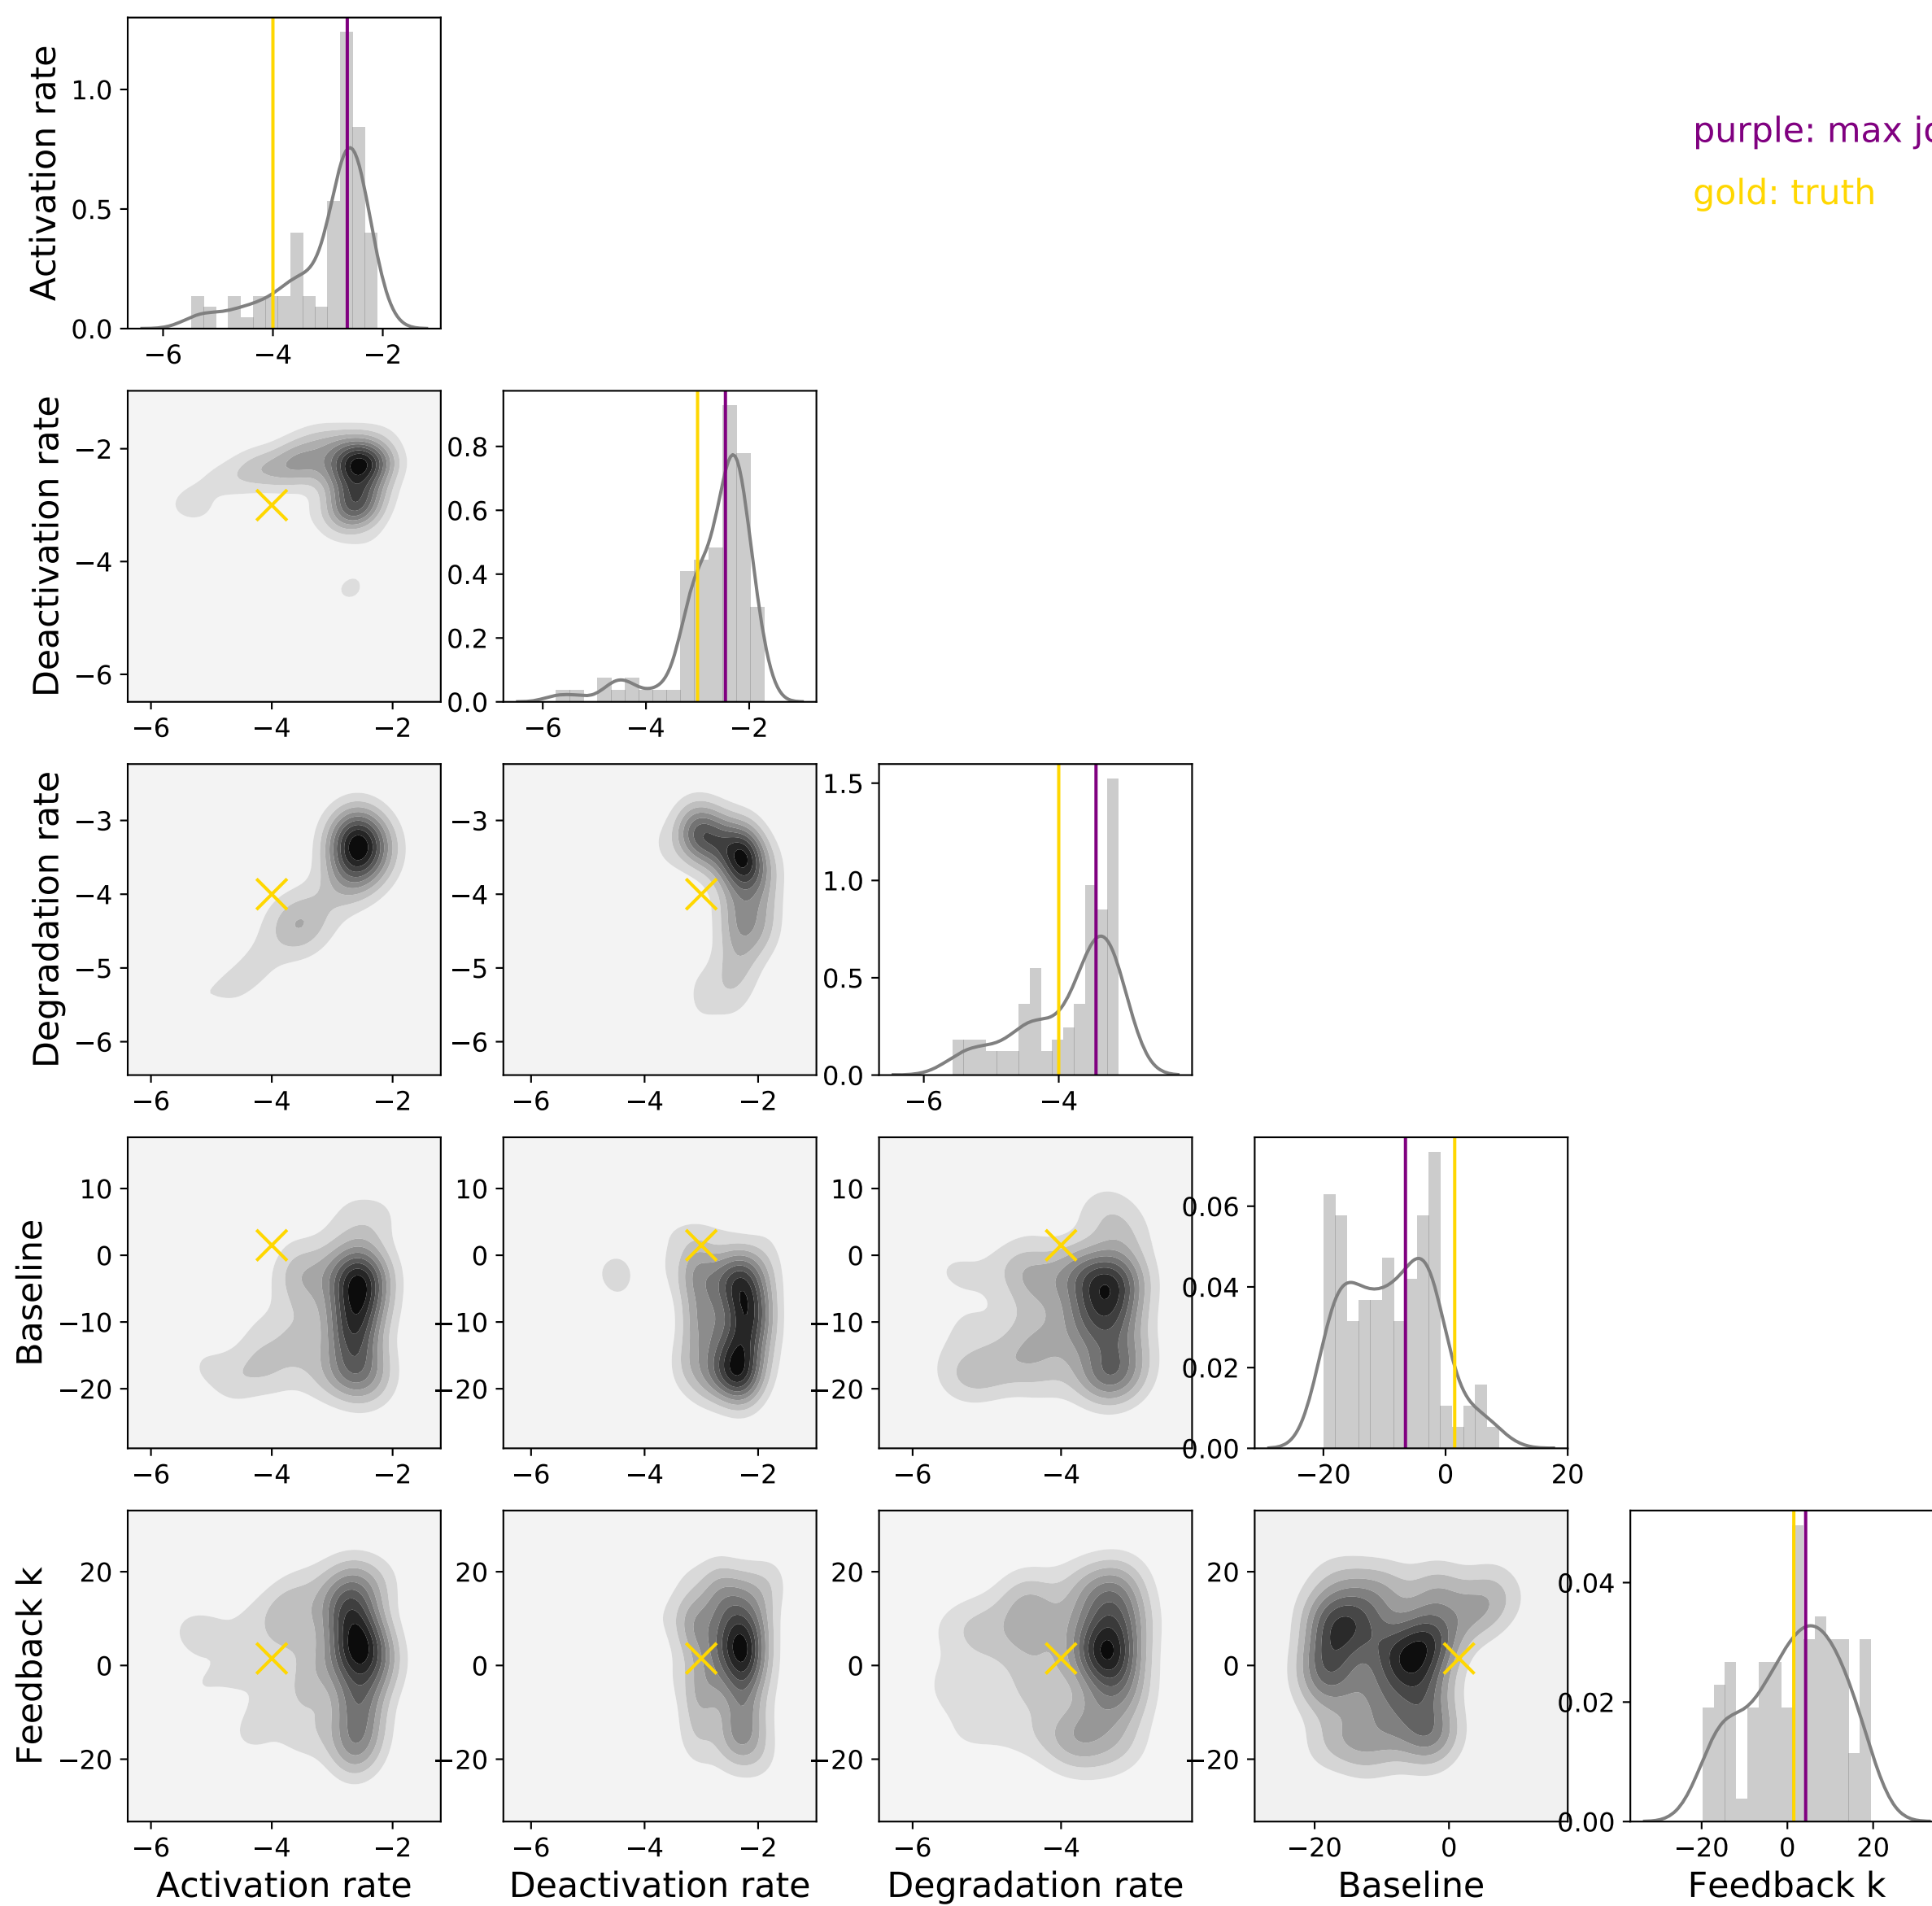 Activation rate
1.0
0.5
0.0
−6 −4 −2
purple: max
gold: truth
Deactivation rate
−2
−4
−6
−6 −4 −2
0.8
0.6
0.4
0.2
0.0
−6 −4 −2
Degradation rate
−3
−4
−5
−6
−6 −4 −2
−3
−4
−5
−6
−6 −4 −2
1.5
1.0
0.5
0.0
−6 −4
Baseline
10
0
−10
−20
−6 −4 −2
10
0
−10
−20
−6 −4 −2
10
0
−10
−20
−6 −4
0.06
0.04
0.02
0.00
−20 0 20
Feedback k
20
0
−20
−6 −4 −2
Activation rate
20
0
−20
−6 −4 −2
Deactivation rate
20
0
−20
−6 −4
Degradation rate
20
0
−20
−20 0
Baseline
0.04
0.02
0.00
−20 0 20
Feedback k